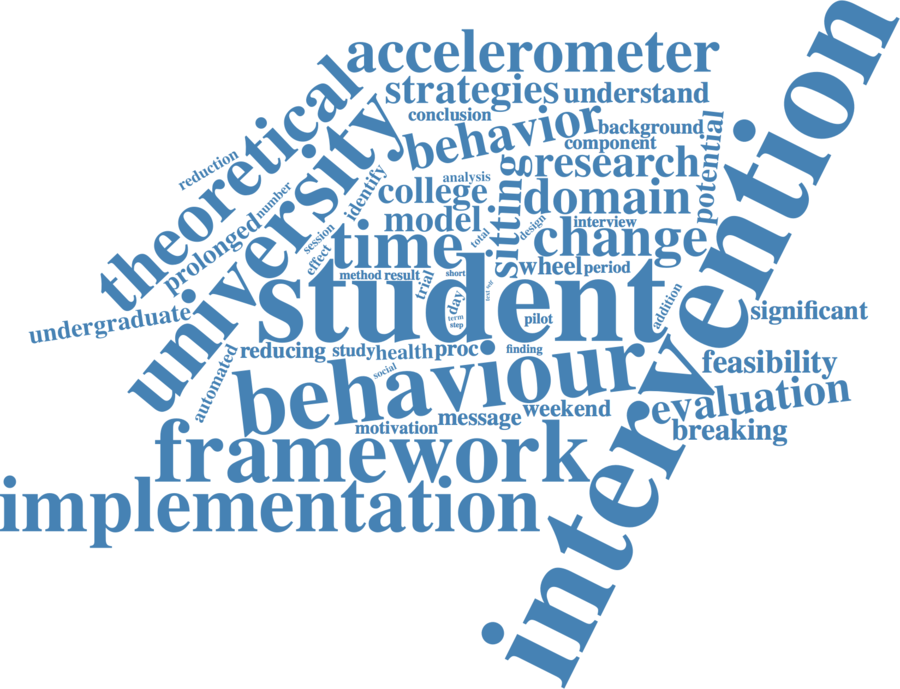 accelerometer
strategies
understand
conclusion
behavior
background
component
theoretical
university
reduction
number
prolonged
identify
analysis
college
sitting
research
potential
domain
model
session
effect
time
total
design
interview
change
method
result
trial
short
wheel
period
intervention
undergraduate
student
day
term
step
test
pilot
addition
significant
automated
reducing
study
health
proc
finding
social
behaviour
feasibility
evaluation
weekend
message
motivation
breaking
framework
implementation